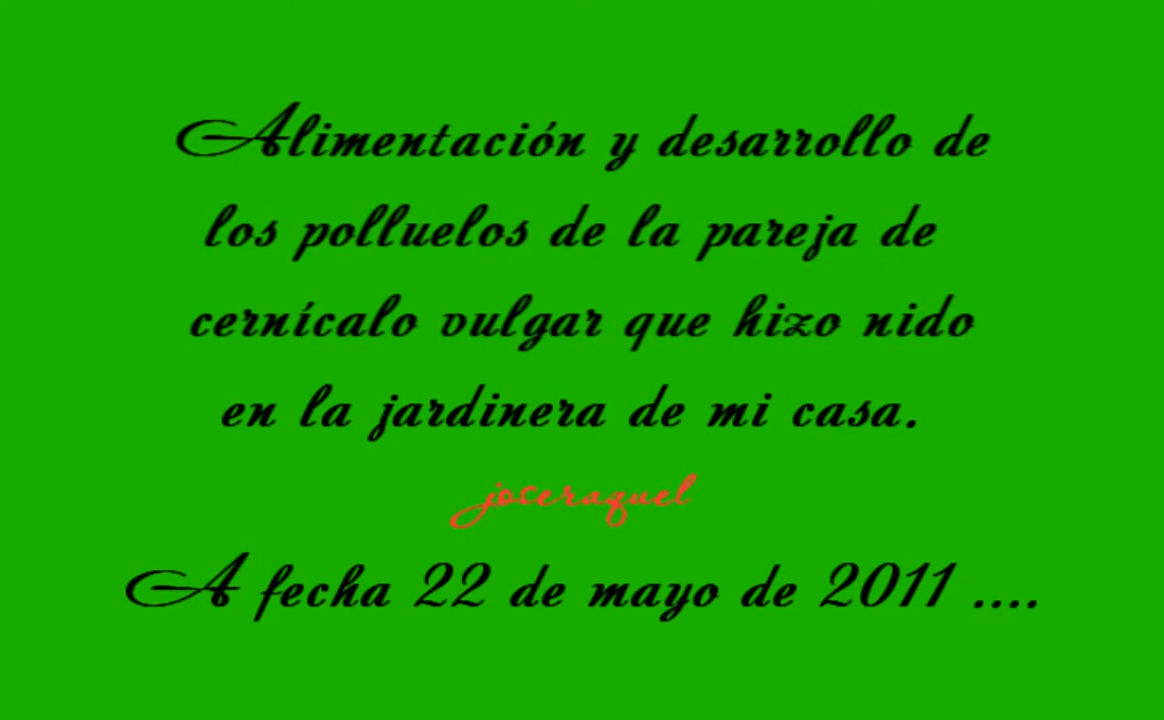 Alimentación y desarrollo de
los polluelos de la pareja de
cernícalo vulgar que hizo nido
en la jardinera de mi casa.
joseraquel
A fecha 22 de mayo de 2011 ....